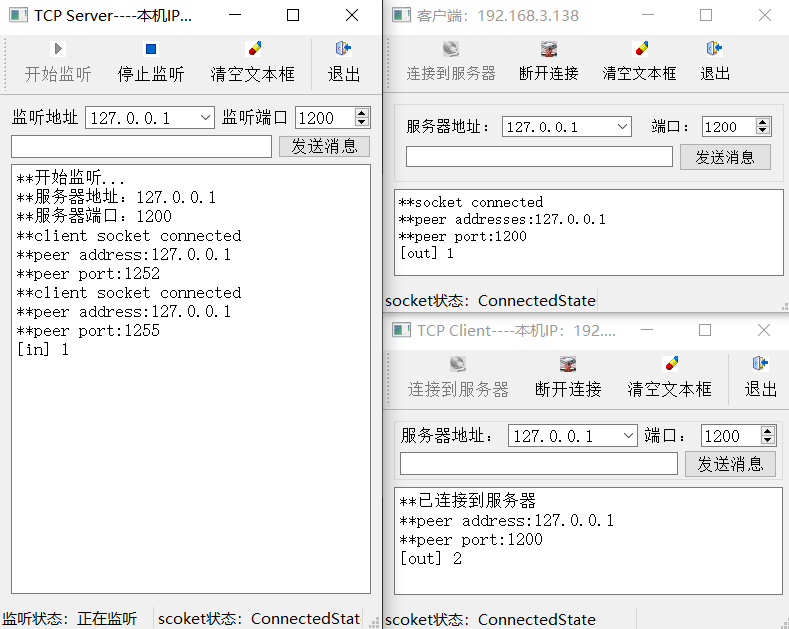 TCP Server----本机IP...
开始监听 停止监听 清空文本框 退出
监听地址 127.0.0.1 监听端口 1200
发送消息
**开始监听...
**服务器地址：127.0.0.1
**服务器端口：1200
**client socket connected
**peer address:127.0.0.1
**peer port:1252
**client socket connected
**peer address:127.0.0.1
**peer port:1255
[in] 1
监听状态：正在监听 scoket状态：ConnectedStat
客户端：192.168.3.138
连接到服务器 断开连接 清空文本框 退出
服务器地址： 127.0.0.1 端口： 1200
发送消息
**socket connected
**peer addresses:127.0.0.1
**peer port:1200
[out] 1
socket状态：ConnectedState
TCP Client----本机IP：192....
连接到服务器 断开连接 清空文本框 退出
服务器地址： 127.0.0.1 端口： 1200
发送消息
**已连接到服务器
**peer address:127.0.0.1
**peer port:1200
[out] 2
scoket状态：ConnectedState